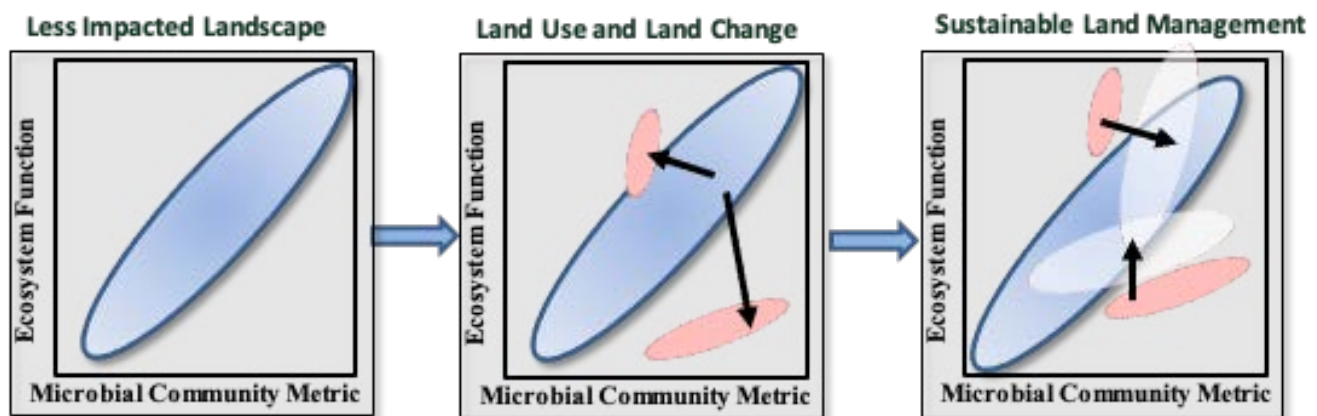 Less Impacted Landscape
Ecosystem Function
Microbial Community Metric
Land Use and Land Change
Ecosystem Function
Microbial Community Metric
Sustainable Land Management
Ecosystem Function
Microbial Community Metric